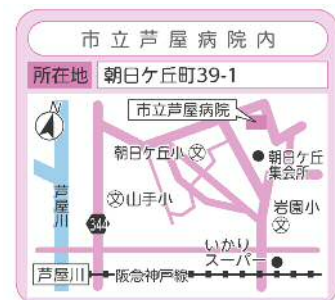 市立芦屋病院内
所在地 朝日ケ丘町39-1
N
市立芦屋病院
朝日ケ丘小 文
朝日ケ丘
集会所
芦屋川
文 山手小
344
岩園小
文
いかり
スーパー
芦屋川
阪急神戸線